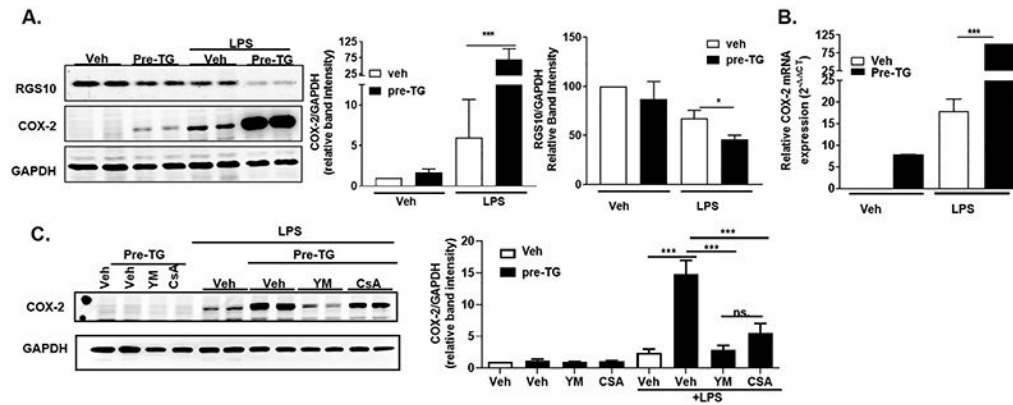 A.
LPS
Veh Pre-TG Veh Pre-TG
RGS10
COX-2
GAPDH
COX-2/GAPDH
(relative band intensity)
125
100
75
50
25
10
5
0
***
veh
pre-TG
Veh LPS
RGS10/GAPDH
Relative Band Intensity)
150
100
50
0
*
veh
pre-TG
Veh LPS
B.
Relative COX-2 mRNA
expression (2^-ΔΔCT)
100
75
50
25
20
15
10
5
0
***
Veh
Pre-TG
Veh LPS
C.
LPS
Pre-TG Pre-TG
Veh Veh YM CsA Veh Veh YM CsA
COX-2
GAPDH
COX-2/GAPDH
(relative band intensity)
20
15
10
5
0
Veh
pre-TG
***
***
***
ns
Veh Veh YM CSA Veh Veh YM CSA
+LPS